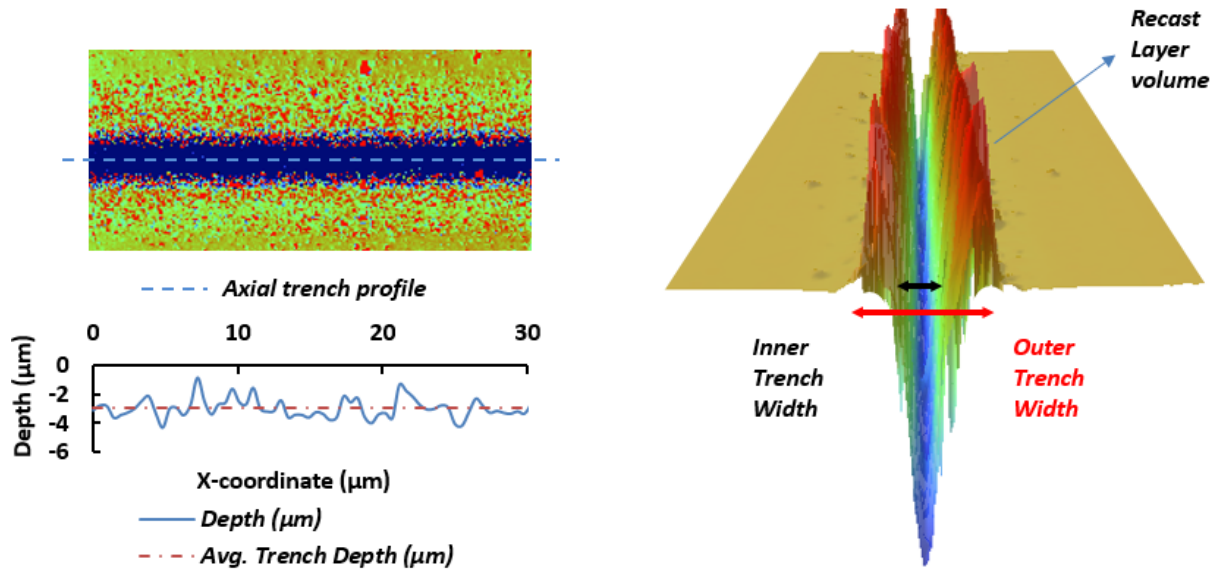 Axial trench profile
0 10 20 30
0
-2
-4
-6
Depth (µm)
X-coordinate (µm)
Depth (µm)
Avg. Trench Depth (µm)
Recast
Layer
volume
Inner
Trench
Width
Outer
Trench
Width